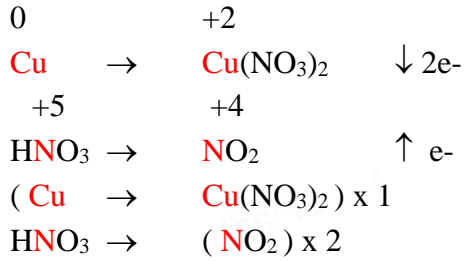 0 +2
Cu → Cu(NO₃)₂ ↓ 2e-
+5 +4
HNO₃ → NO₂ ↑ e-
( Cu → Cu(NO₃)₂ ) x 1
HNO₃ → ( NO₂ ) x 2